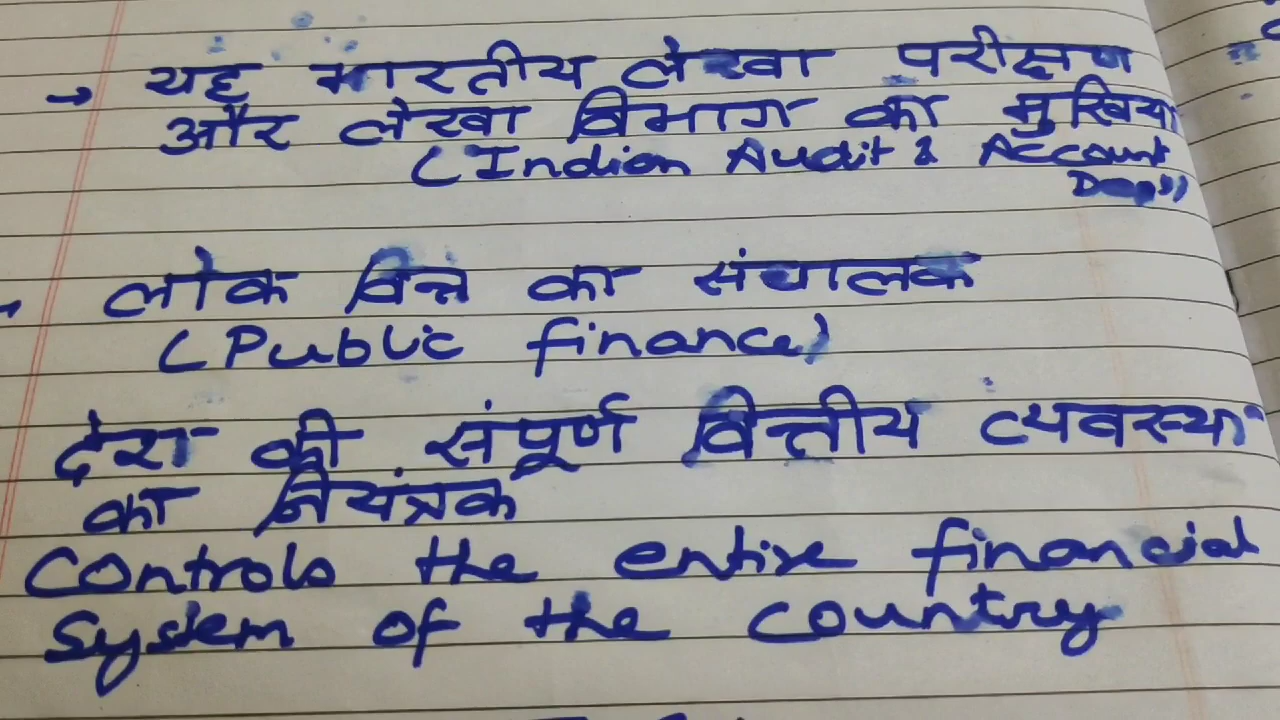 → यह भारतीय लेखा परीक्षण
और लेखा विभाग का मुखिया
(Indian Audit & Account
Dept)
लोक वित्त का संचालक
(Public finance)
देश की संपूर्ण वित्तीय व्यवस्था
का नियंत्रक
Controls the entire financial
System of the country